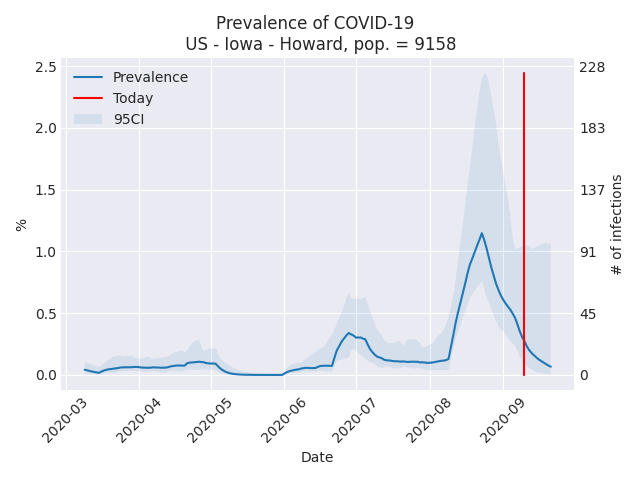 Prevalence of COVID-19
US - Iowa - Howard, pop. = 9158
Prevalence
Today
95CI
2.5
2.0
1.5
1.0
0.5
0.0
%
228
183
137
91
45
0
# of infections
2020-03
2020-04
2020-05
2020-06
2020-07
2020-08
2020-09
Date